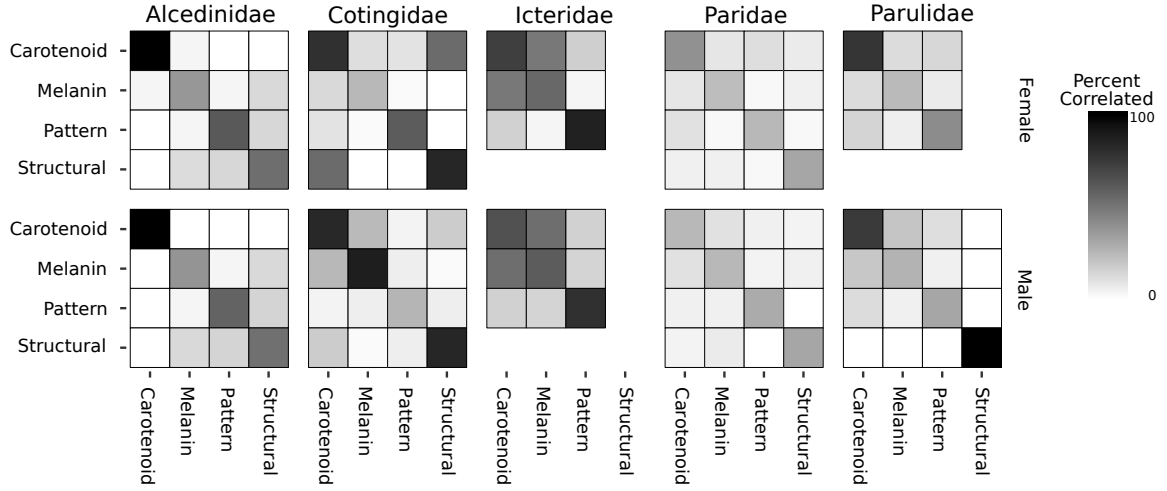 Alcedinidae Cotingidae Icteridae Paridae Parulidae
Carotenoid
Melanin
Pattern
Structural
Female
Percent
Correlated
100
0
Carotenoid
Melanin
Pattern
Structural
Male
Carotenoid Melanin Pattern Structural Carotenoid Melanin Pattern Structural Carotenoid Melanin Pattern Structural Carotenoid Melanin Pattern Structural Carotenoid Melanin Pattern Structural